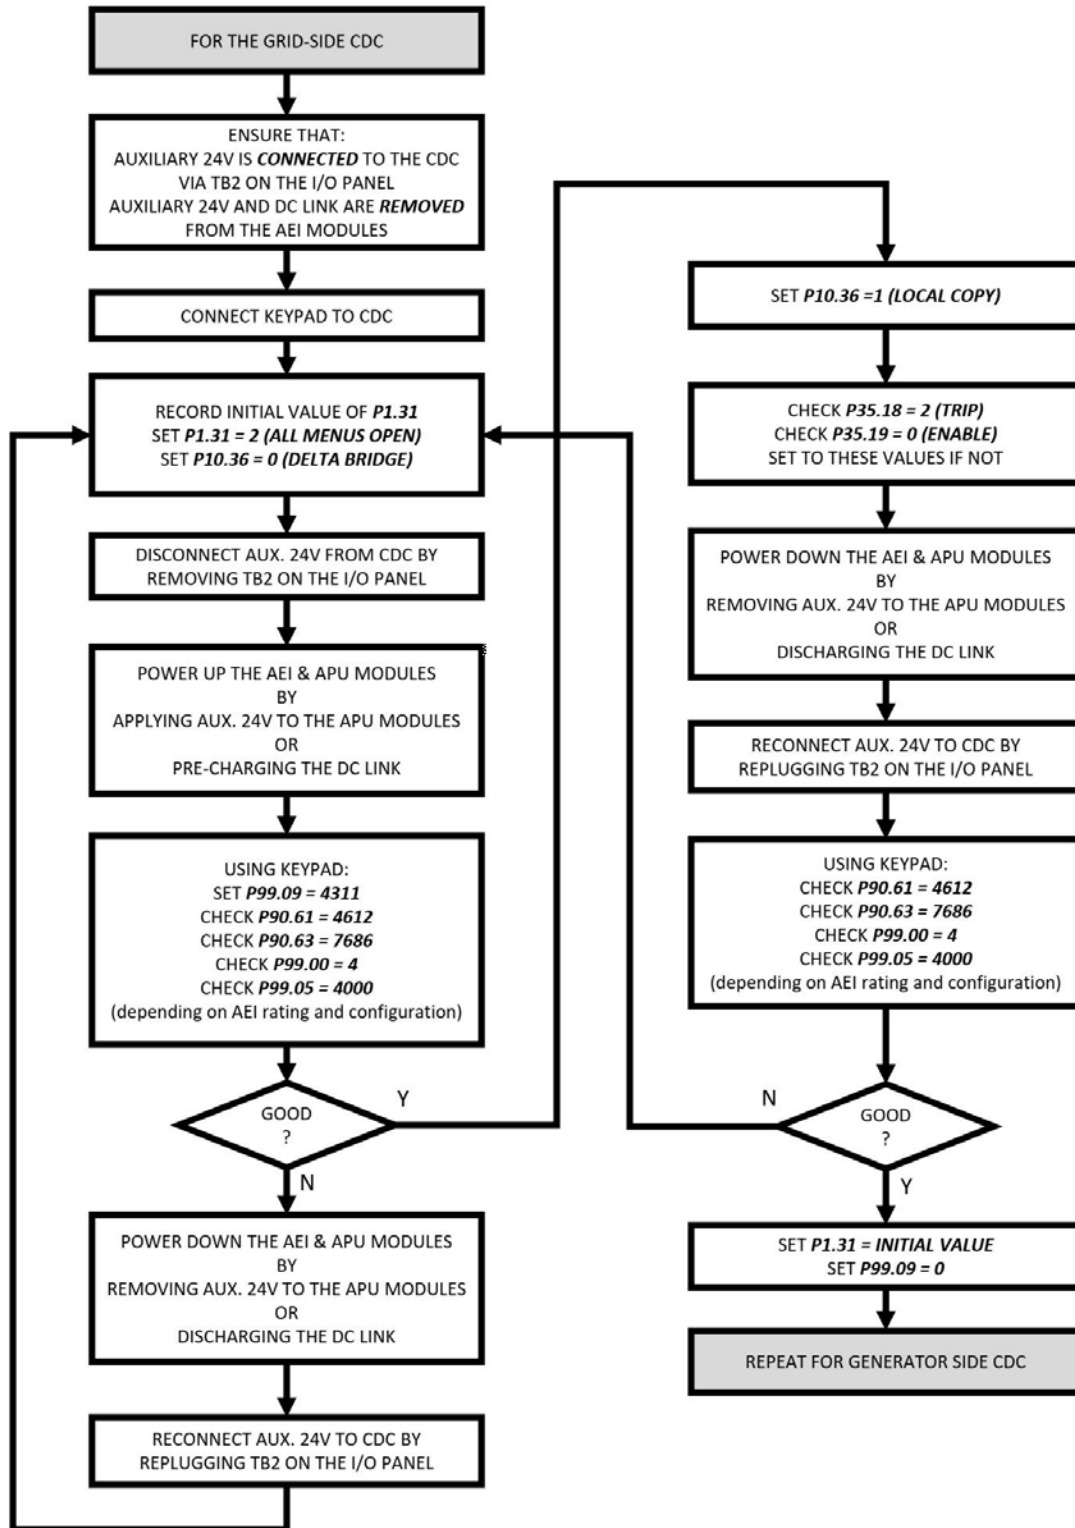 FOR THE GRID-SIDE CDC
ENSURE THAT:
AUXILIARY 24V IS CONNECTED TO THE CDC
VIA TB2 ON THE I/O PANEL
AUXILIARY 24V AND DC LINK ARE REMOVED
FROM THE AEI MODULES
CONNECT KEYPAD TO CDC
RECORD INITIAL VALUE OF P1.31
SET P1.31 = 2 (ALL MENUS OPEN)
SET P10.36 = 0 (DELTA BRIDGE)
DISCONNECT AUX. 24V FROM CDC BY
REMOVING TB2 ON THE I/O PANEL
POWER UP THE AEI & APU MODULES
BY
APPLYING AUX. 24V TO THE APU MODULES
OR
PRE-CHARGING THE DC LINK
USING KEYPAD:
SET P99.09 = 4311
CHECK P90.61 = 4612
CHECK P90.63 = 7686
CHECK P99.00 = 4
CHECK P99.05 = 4000
(depending on AEI rating and configuration)
GOOD
?
Y
N
POWER DOWN THE AEI & APU MODULES
BY
REMOVING AUX. 24V TO THE APU MODULES
OR
DISCHARGING THE DC LINK
RECONNECT AUX. 24V TO CDC BY
REPLUGGING TB2 ON THE I/O PANEL
SET P10.36 =1 (LOCAL COPY)
CHECK P35.18 = 2 (TRIP)
CHECK P35.19 = 0 (ENABLE)
SET TO THESE VALUES IF NOT
POWER DOWN THE AEI & APU MODULES
BY
REMOVING AUX. 24V TO THE APU MODULES
OR
DISCHARGING THE DC LINK
RECONNECT AUX. 24V TO CDC BY
REPLUGGING TB2 ON THE I/O PANEL
USING KEYPAD:
CHECK P90.61 = 4612
CHECK P90.63 = 7686
CHECK P99.00 = 4
CHECK P99.05 = 4000
(depending on AEI rating and configuration)
N
GOOD
?
Y
SET P1.31 = INITIAL VALUE
SET P99.09 = 0
REPEAT FOR GENERATOR SIDE CDC